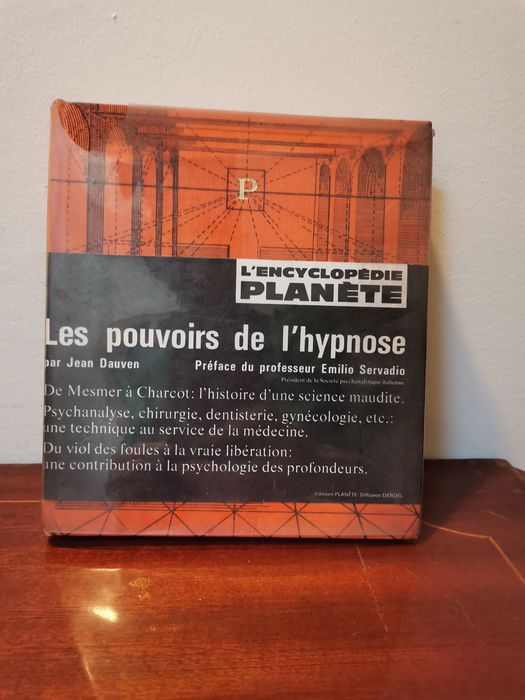 P
L'ENCYCLOPÉDIE
PLANÈTE
Les pouvoirs de l'hypnose
par Jean Dauven Préface du professeur Emilio Servadio
Président de la Société psychanalytique italienne
De Mesmer à Charcot: l'histoire d'une science maudite.
Psychanalyse, chirurgie, dentisterie, gynécologie, etc.:
une technique au service de la médecine.
Du viol des foules à la vraie libération:
une contribution à la psychologie des profondeurs.
Editions PLANÈTE - Diffusion DENOËL